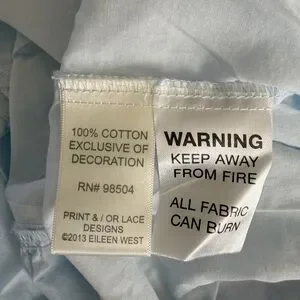 100% COTTON
EXCLUSIVE OF
DECORATION
RN# 98504
PRINT & / OR LACE
DESIGNS
©2013 EILEEN WEST
WARNING
KEEP AWAY
FROM FIRE
ALL FABRIC
CAN BURN